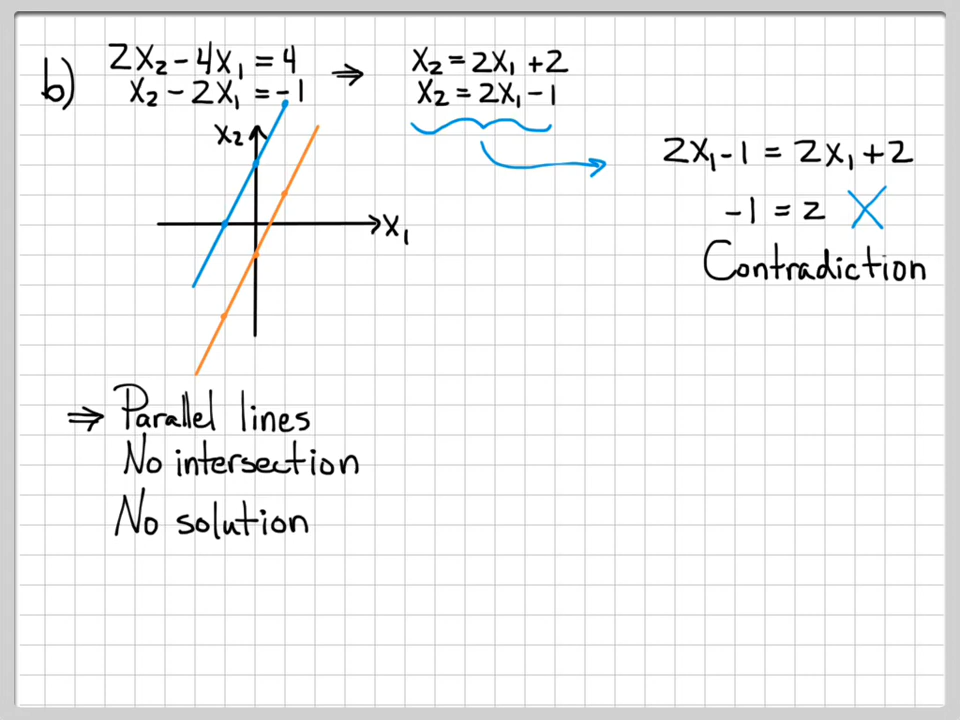 b)
2x₂ - 4x₁ = 4 ⇒ x₂ = 2x₁ + 2
x₂ - 2x₁ = -1
x₂ = 2x₁ - 1
2x₁ - 1 = 2x₁ + 2
-1 = 2 X
Contradiction
x₂
x₁
⇒ Parallel lines
No intersection
No solution